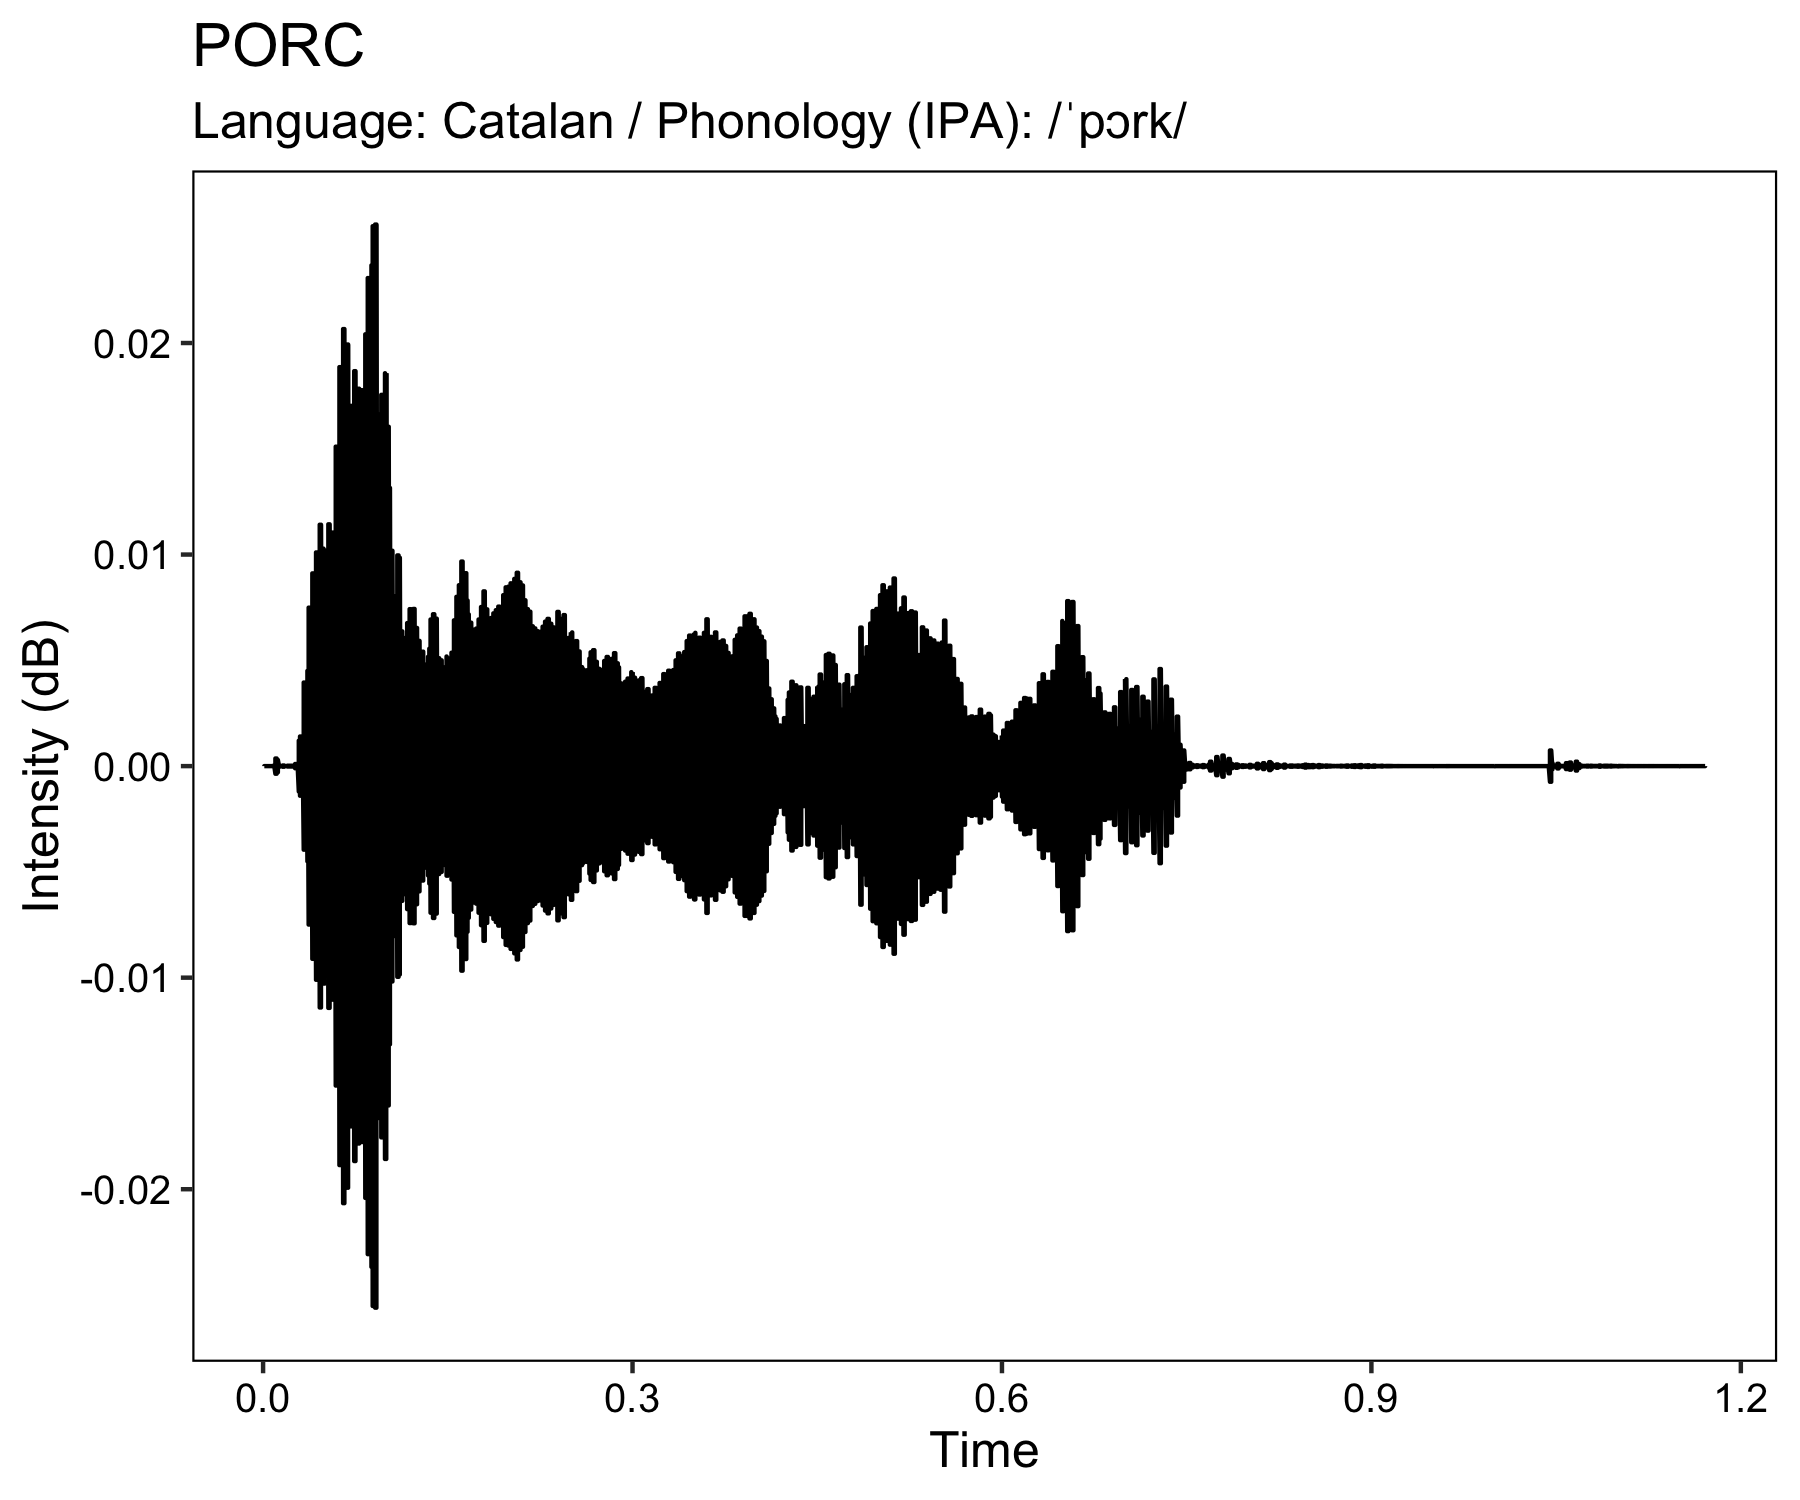 PORC
Language: Catalan / Phonology (IPA): /ˈpɔrk/
Intensity (dB)
0.02
0.01
0.00
-0.01
-0.02
0.0 0.3 0.6 0.9 1.2
Time